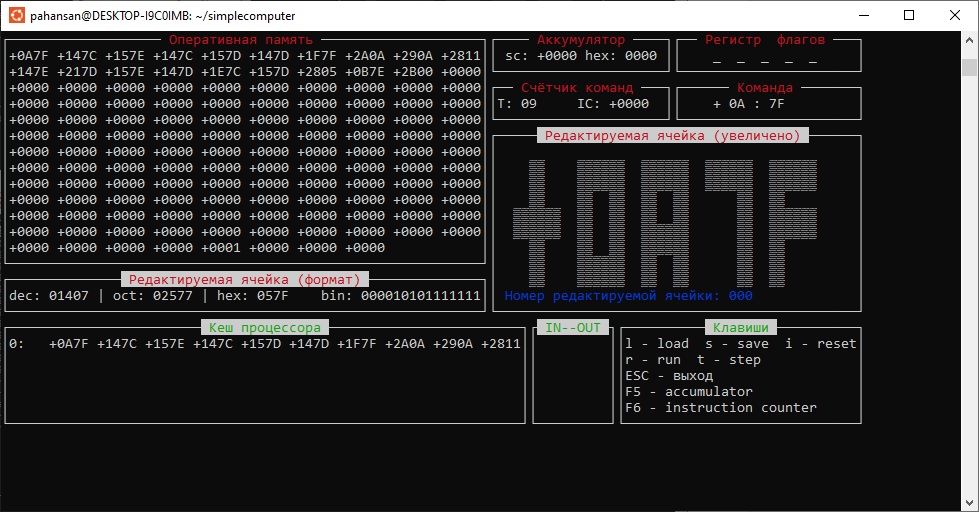 pahansan@DESKTOP-I9C0IMB: ~/simplecomputer
Оперативная память
+0A7F +147C +157E +147C +157D +147D +1F7F +2A0A +290A +2811
+147E +217D +157E +147D +1E7C +157D +2805 +0B7E +2B00 +0000
+0000 +0000 +0000 +0000 +0000 +0000 +0000 +0000 +0000 +0000
+0000 +0000 +0000 +0000 +0000 +0000 +0000 +0000 +0000 +0000
+0000 +0000 +0000 +0000 +0000 +0000 +0000 +0000 +0000 +0000
+0000 +0000 +0000 +0000 +0000 +0000 +0000 +0000 +0000 +0000
+0000 +0000 +0000 +0000 +0000 +0000 +0000 +0000 +0000 +0000
+0000 +0000 +0000 +0000 +0000 +0000 +0000 +0000 +0000 +0000
+0000 +0000 +0000 +0000 +0000 +0000 +0000 +0000 +0000 +0000
+0000 +0000 +0000 +0000 +0000 +0000 +0000 +0000 +0000 +0000
+0000 +0000 +0000 +0000 +0000 +0000 +0000 +0000 +0000 +0000
+0000 +0000 +0000 +0000 +0000 +0000 +0000 +0000 +0000 +0000
+0000 +0000 +0000 +0000 +0001 +0000 +0000 +0000
Аккумулятор
sc: +0000 hex: 0000
Регистр флагов
_ _ _ _ _
Счётчик команд
T: 09 IC: +0000
Команда
+ 0A : 7F
Редактируемая ячейка (увеличено)
+0A7F
Номер редактируемой ячейки: 000
Редактируемая ячейка (формат)
dec: 01407 | oct: 02577 | hex: 057F bin: 000010101111111
Кеш процессора
0: +0A7F +147C +157E +147C +157D +147D +1F7F +2A0A +290A +2811
IN--OUT
Клавиши
l - load s - save i - reset
r - run t - step
ESC - выход
F5 - accumulator
F6 - instruction counter